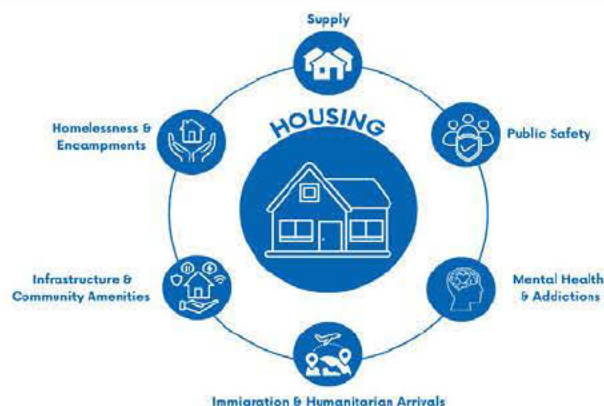 Supply
HOUSING
Homelessness &
Encampments
Public Safety
Infrastructure &
Community Amenities
Mental Health
& Addictions
Immigration & Humanitarian Arrivals